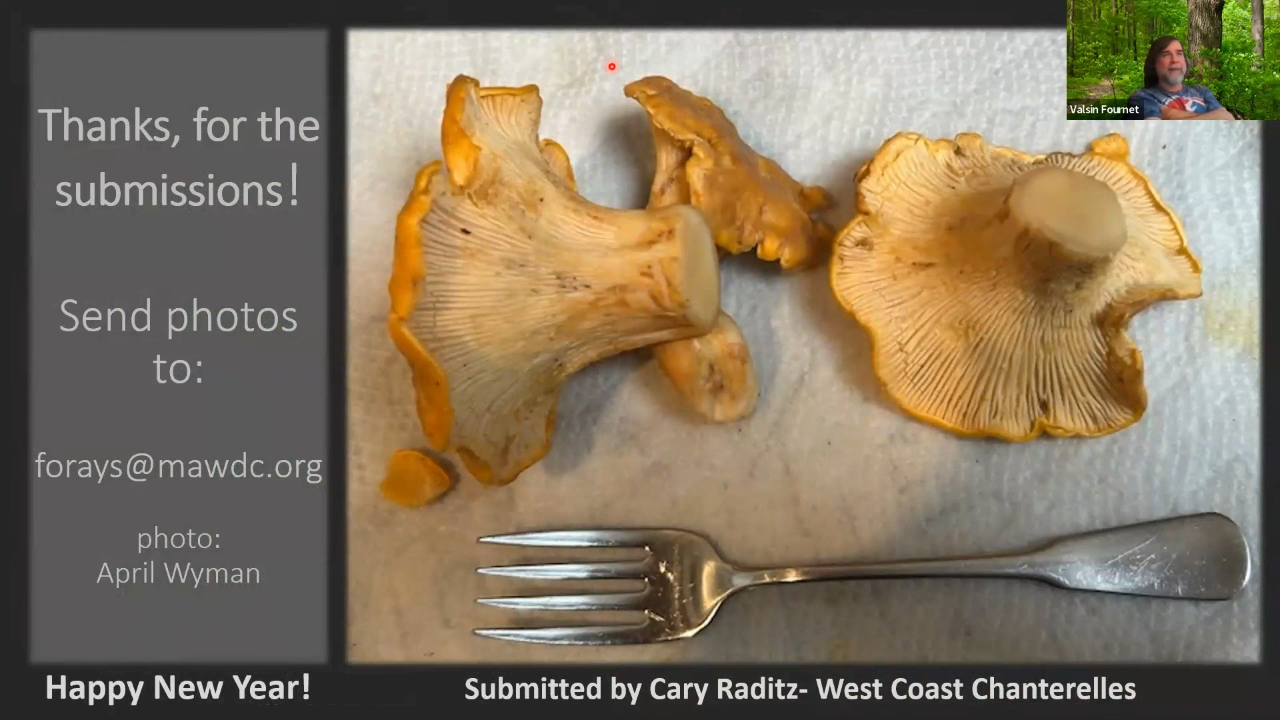 Thanks, for the
submissions!
Send photos
to:
forays@mawdc.org
photo:
April Wyman
Happy New Year!
Submitted by Cary Raditz- West Coast Chanterelles
Valsin Fournet